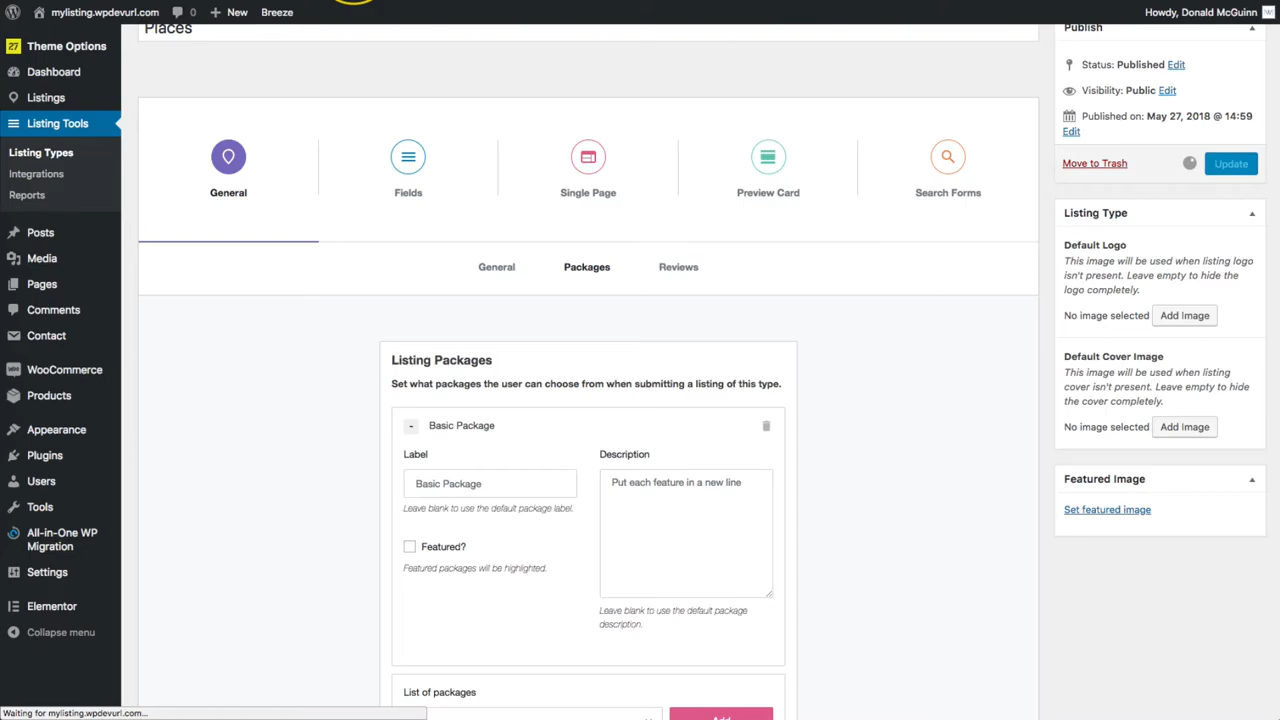 mylisting.wpdevurl.com 0 New Breeze Howdy, Donald McGuinn
27 Theme Options
Dashboard
Listings
Listing Tools
Listing Types
Integrations
Reports
Posts
Media
Pages
Comments
Contact
WooCommerce
Products
Appearance
Plugins
Users
Tools
All-in-One WP
Migration
Settings
Elementor
Collapse menu
Places
General
Fields
Single Page
Preview Card
Search Forms
General Packages Reviews
Listing Packages
Set what packages the user can choose from when submitting a listing of this type.
- Basic Package
Label
Basic Package
Leave blank to use the default package label.
Featured?
Featured packages will be highlighted.
Description
Put each feature in a new line
Leave blank to use the default package
description.
List of packages
Add
Publish
Status: Published Edit
Visibility: Public Edit
Published on: May 27, 2018 @ 14:59
Edit
Move to Trash Update
Listing Type
Default Logo
This image will be used when listing logo
isn't present. Leave empty to hide the
logo completely.
No image selected Add Image
Default Cover Image
This image will be used when listing
cover isn't present. Leave empty to hide
the cover completely.
No image selected Add Image
Featured Image
Set featured image
Waiting for mylisting.wpdevurl.com...